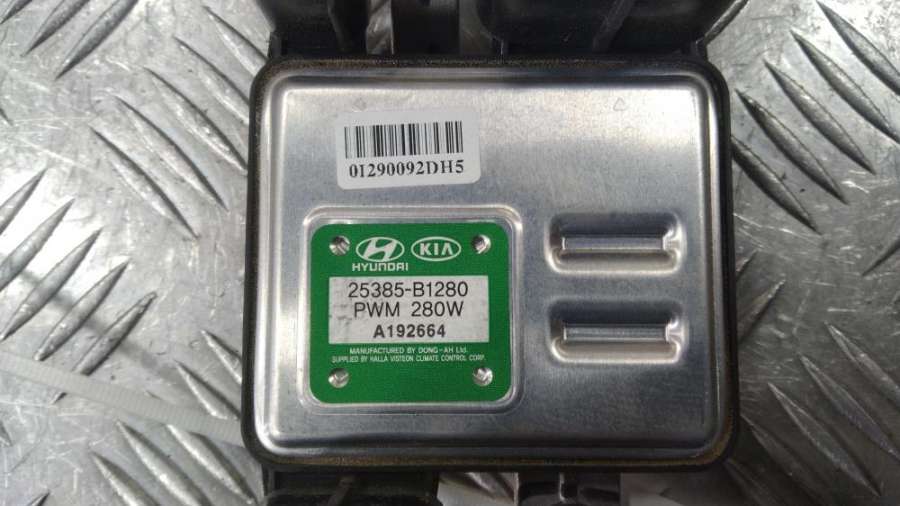 01290092DH5
HYUNDAI KIA
25385-B1280
PWM 280W
A192664
MANUFACTURED BY DONG-AH Ltd.
SUPPLIED BY HALLA VISTEON CLIMATE CONTROL CORP.